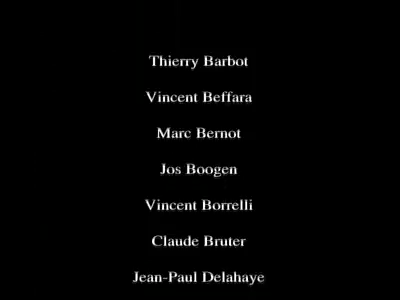 Thierry Barbot
Vincent Beffara
Marc Bernot
Jos Boogen
Vincent Borrelli
Claude Bruter
Jean-Paul Delahaye